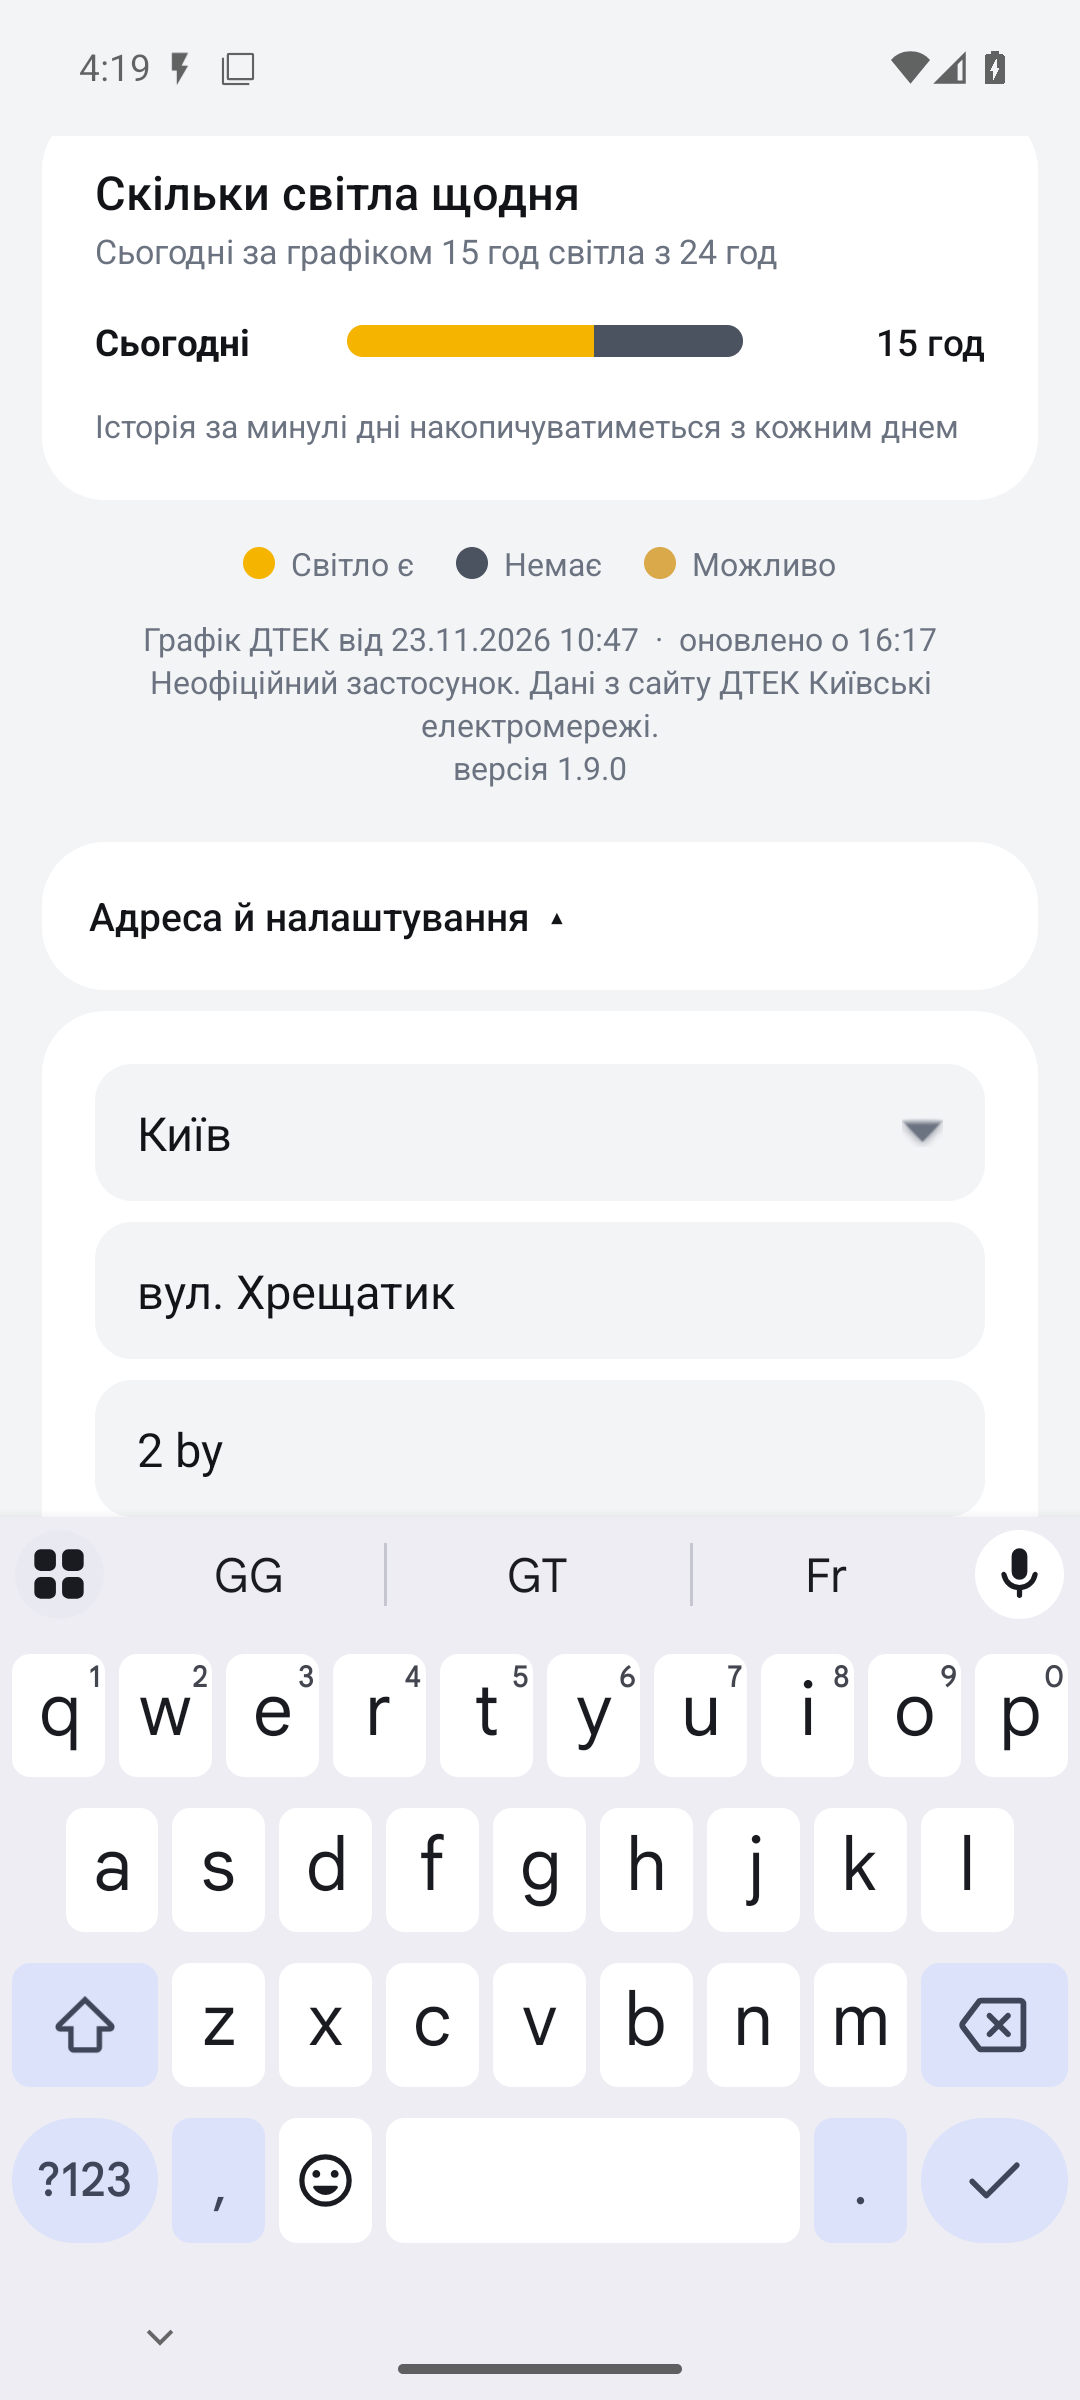 4:19
Скільки світла щодня
Сьогодні за графіком 15 год світла з 24 год
Сьогодні 15 год
Історія за минулі дні накопичуватиметься з кожним днем
Світло є Немає Можливо
Графік ДТЕК від 23.11.2026 10:47 · оновлено о 16:17
Неофіційний застосунок. Дані з сайту ДТЕК Київські
електромережі.
версія 1.9.0
Адреса й налаштування ▴
Київ
вул. Хрещатик
2 by
GG GT Fr
q1 w2 e3 r4 t5 y6 u7 i8 o9 p0
a s d f g h j k l
z x c v b n m
?123 , .